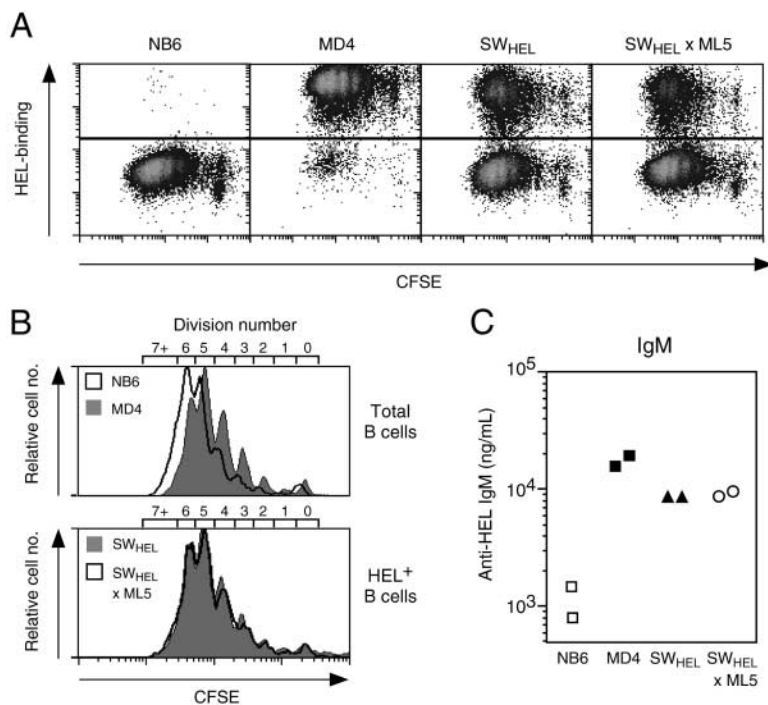 A
NB6
MD4
SWHEL
SWHEL x ML5
HEL-binding
CFSE
B
Division number
7+ 6 5 4 3 2 1 0
NB6
MD4
Relative cell no.
Total
B cells
7+ 6 5 4 3 2 1 0
SWHEL
SWHEL
x ML5
Relative cell no.
HEL+
B cells
CFSE
C
IgM
Anti-HEL IgM (ng/mL)
10^5
10^4
10^3
NB6
MD4
SWHEL
SWHEL
x ML5